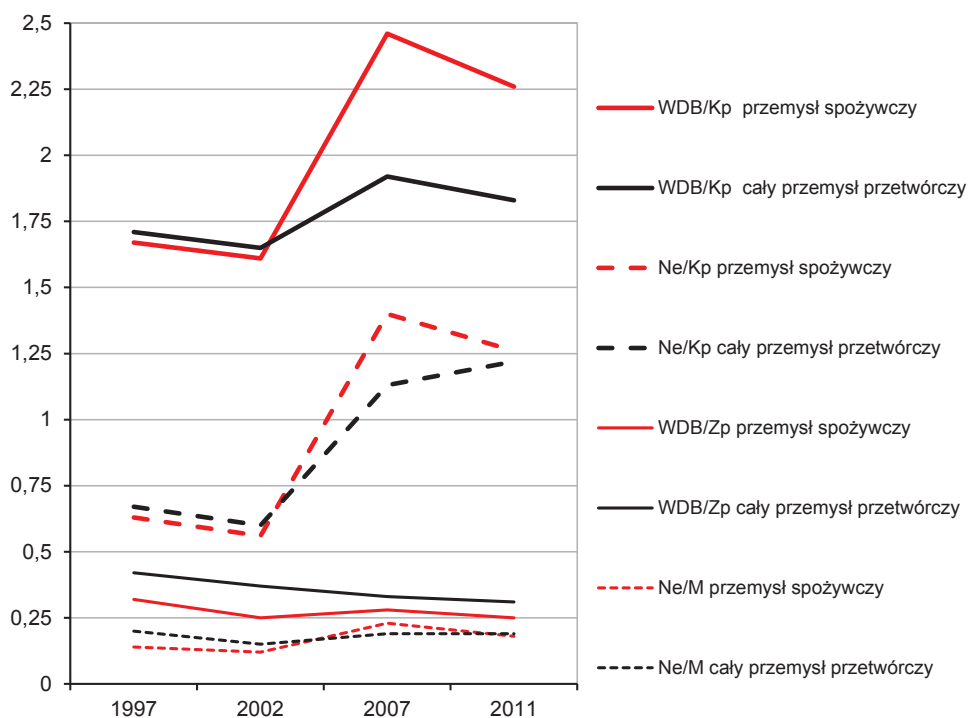 2,5
2,25
2
1,75
1,5
1,25
1
0,75
0,5
0,25
0
1997 2002 2007 2011
WDB/Kp przemysł spożywczy
WDB/Kp cały przemysł przetwórczy
Ne/Kp przemysł spożywczy
Ne/Kp cały przemysł przetwórczy
WDB/Zp przemysł spożywczy
WDB/Zp cały przemysł przetwórczy
Ne/M przemysł spożywczy
Ne/M cały przemysł przetwórczy